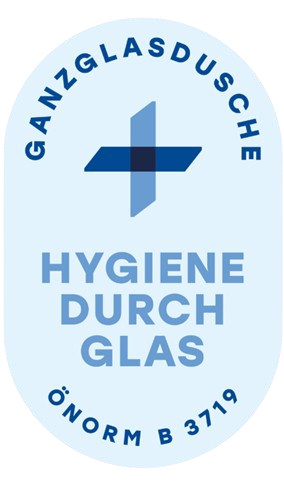 GANZGLASDUSCHE
HYGIENE
DURCH
GLAS
ÖNORM B 3719